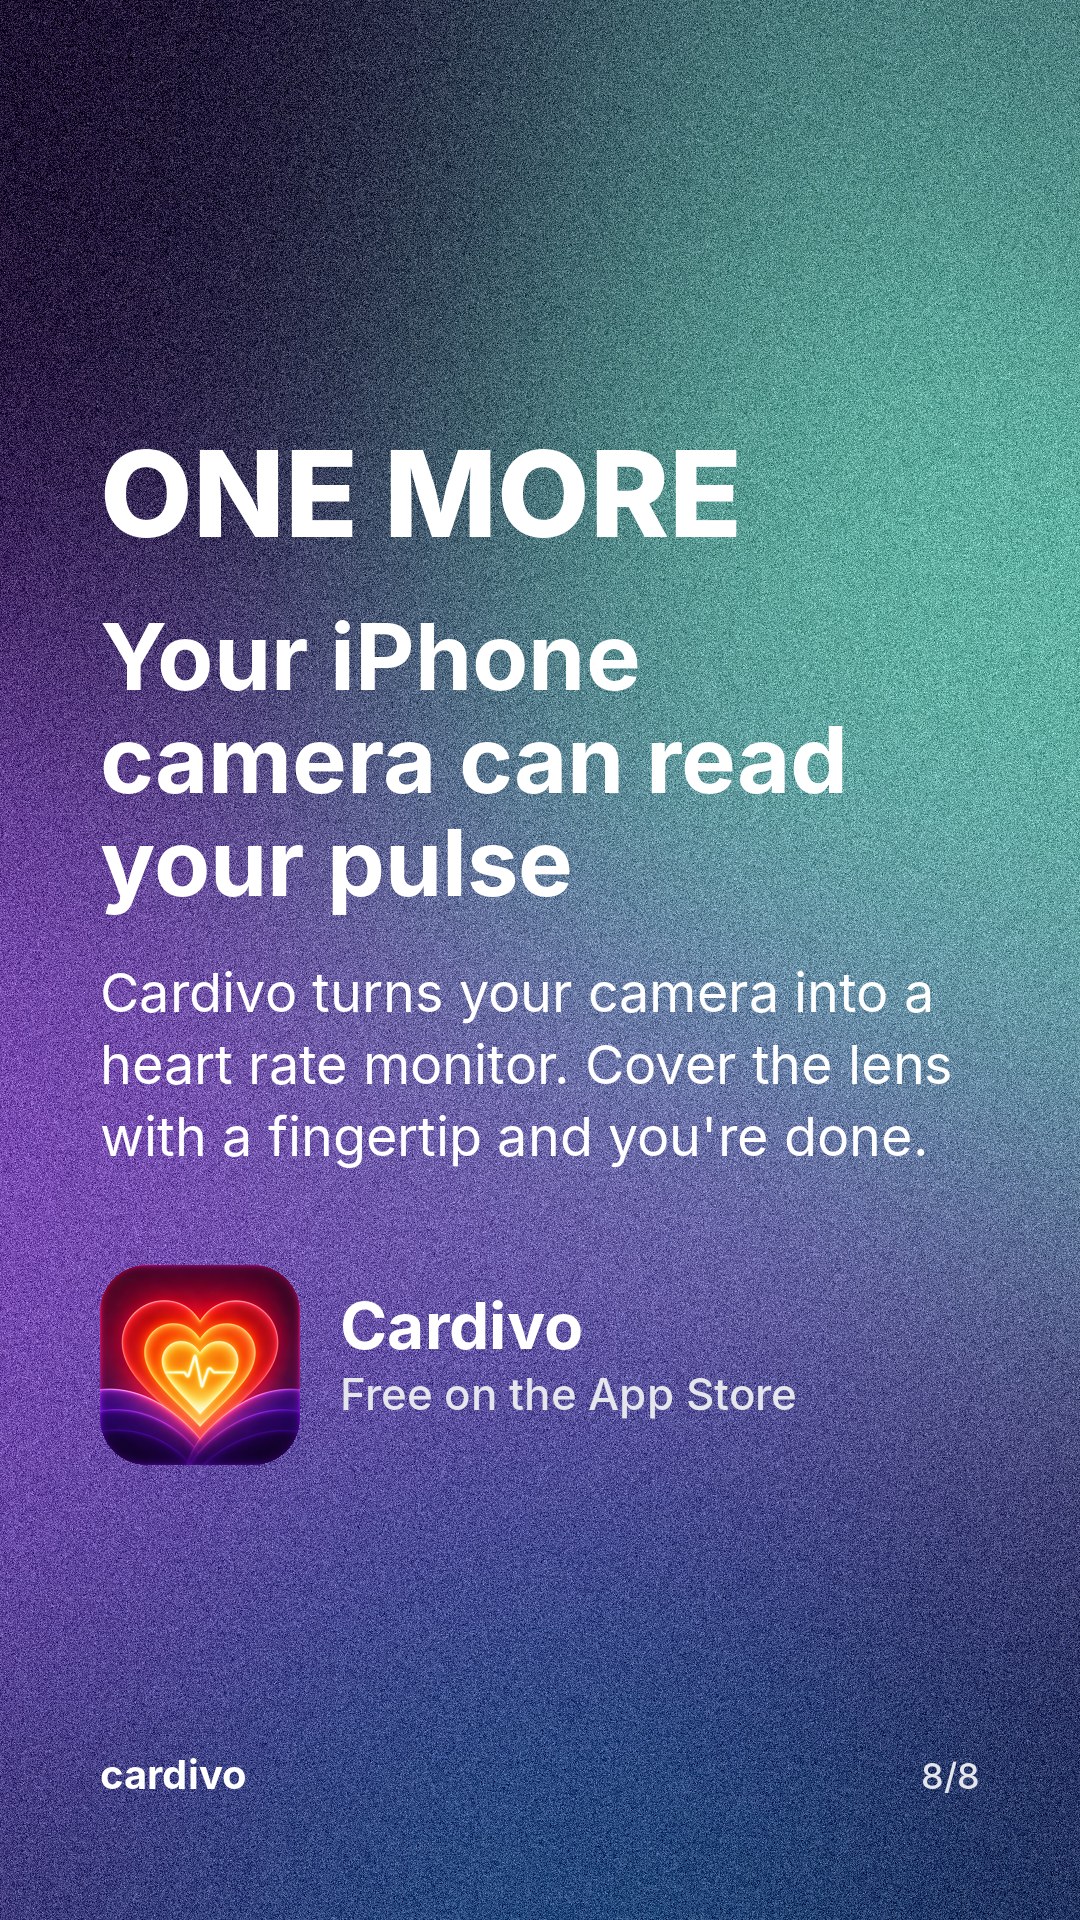 ONE MORE
Your iPhone
camera can read
your pulse
Cardivo turns your camera into a
heart rate monitor. Cover the lens
with a fingertip and you're done.
Cardivo
Free on the App Store
cardivo
8/8